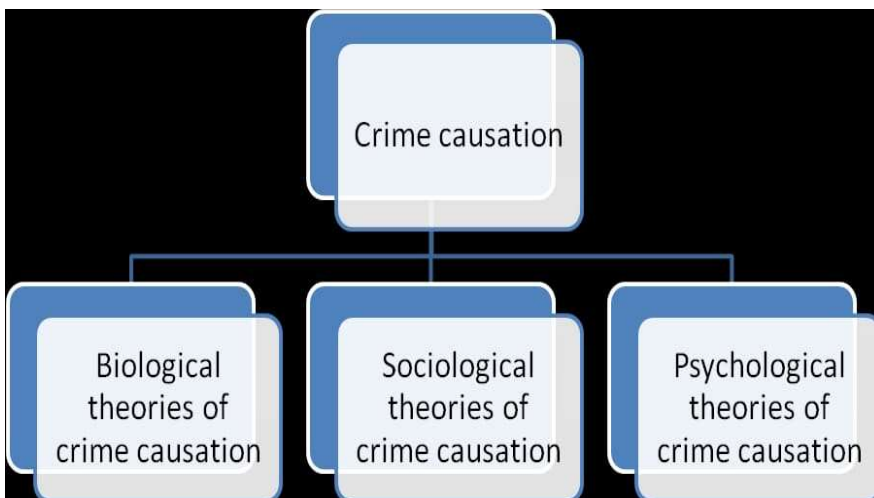 Crime causation
Biological
theories of
crime causation
Sociological
theories of
crime causation
Psychological
theories of
crime causation